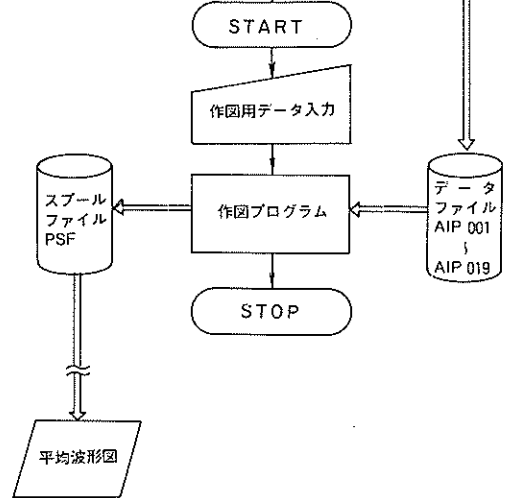 START
作図用データ入力
スプール
ファイル
PSF
作図プログラム
データ
ファイル
AIP 001
〜
AIP 019
STOP
平均波形図